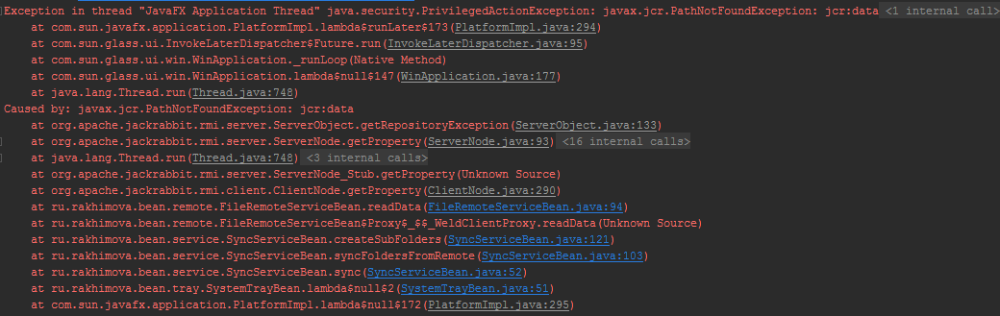 Exception in thread "JavaFX Application Thread" java.security.PrivilegedActionException: javax.jcr.PathNotFoundException: jcr:data <1 internal call>
at com.sun.javafx.application.PlatformImpl.lambda$runLater$173(PlatformImpl.java:294)
at com.sun.glass.ui.InvokeLaterDispatcher$Future.run(InvokeLaterDispatcher.java:95)
at com.sun.glass.ui.win.WinApplication._runLoop(Native Method)
at com.sun.glass.ui.win.WinApplication.lambda$null$147(WinApplication.java:177)
at java.lang.Thread.run(Thread.java:748)
Caused by: javax.jcr.PathNotFoundException: jcr:data
at org.apache.jackrabbit.rmi.server.ServerObject.getRepositoryException(ServerObject.java:133)
at org.apache.jackrabbit.rmi.server.ServerNode.getProperty(ServerNode.java:93) <16 internal calls>
at java.lang.Thread.run(Thread.java:748) <3 internal calls>
at org.apache.jackrabbit.rmi.server.ServerNode_Stub.getProperty(Unknown Source)
at org.apache.jackrabbit.rmi.client.ClientNode.getProperty(ClientNode.java:290)
at ru.rakhimova.bean.remote.FileRemoteServiceBean.readData(FileRemoteServiceBean.java:94)
at ru.rakhimova.bean.remote.FileRemoteServiceBean$Proxy$_$$_WeldClientProxy.readData(Unknown Source)
at ru.rakhimova.bean.service.SyncServiceBean.createSubFolders(SyncServiceBean.java:121)
at ru.rakhimova.bean.service.SyncServiceBean.syncFoldersFromRemote(SyncServiceBean.java:103)
at ru.rakhimova.bean.service.SyncServiceBean.sync(SyncServiceBean.java:52)
at ru.rakhimova.bean.tray.SystemTrayBean.lambda$null$2(SystemTrayBean.java:51)
at com.sun.javafx.application.PlatformImpl.lambda$null$172(PlatformImpl.java:295)